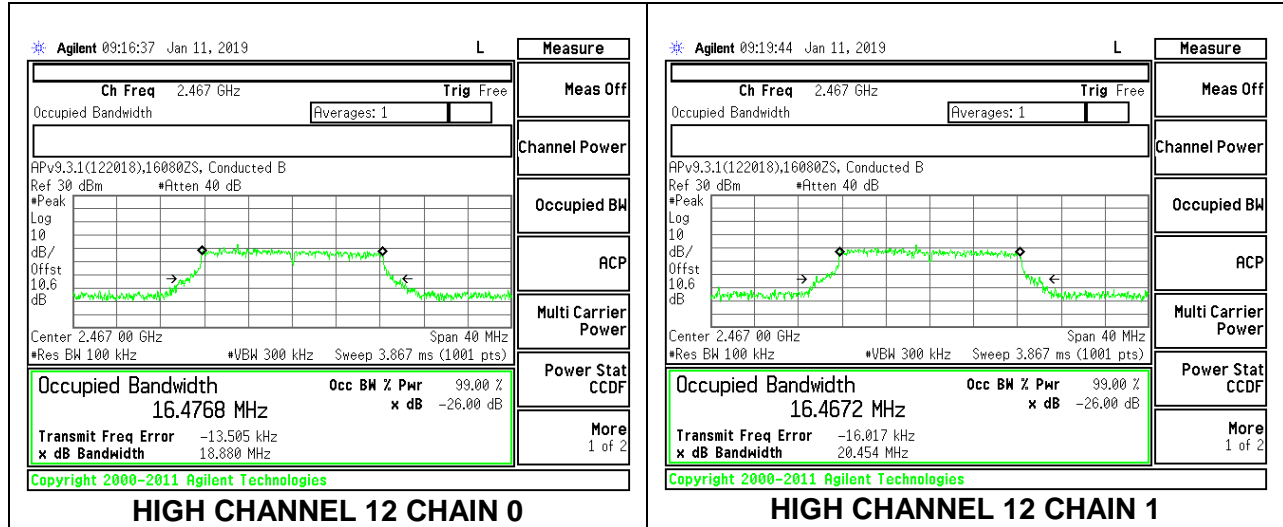 Agilent 09:16:37 Jan 11, 2019 L
Measure
Ch Freq 2.467 GHz Trig Free
Meas Off
Occupied Bandwidth Averages: 1
Channel Power
APv9.3.1(122018),16080ZS, Conducted B
Ref 30 dBm #Atten 40 dB
#Peak
Occupied BW
Log
10
dB/
ACP
Offst
10.6
dB
Multi Carrier
Power
Center 2.467 00 GHz Span 40 MHz
#Res BW 100 kHz #VBW 300 kHz Sweep 3.867 ms (1001 pts)
Power Stat
CCDF
Occupied Bandwidth Occ BW % Pwr 99.00 %
16.4768 MHz x dB -26.00 dB
More
1 of 2
Transmit Freq Error -13.505 kHz
x dB Bandwidth 18.880 MHz
Copyright 2000-2011 Agilent Technologies
HIGH CHANNEL 12 CHAIN 0
Agilent 09:19:44 Jan 11, 2019 L
Measure
Ch Freq 2.467 GHz Trig Free
Meas Off
Occupied Bandwidth Averages: 1
Channel Power
APv9.3.1(122018),16080ZS, Conducted B
Ref 30 dBm #Atten 40 dB
#Peak
Occupied BW
Log
10
dB/
ACP
Offst
10.6
dB
Multi Carrier
Power
Center 2.467 00 GHz Span 40 MHz
#Res BW 100 kHz #VBW 300 kHz Sweep 3.867 ms (1001 pts)
Power Stat
CCDF
Occupied Bandwidth Occ BW % Pwr 99.00 %
16.4672 MHz x dB -26.00 dB
More
1 of 2
Transmit Freq Error -16.017 kHz
x dB Bandwidth 20.454 MHz
Copyright 2000-2011 Agilent Technologies
HIGH CHANNEL 12 CHAIN 1